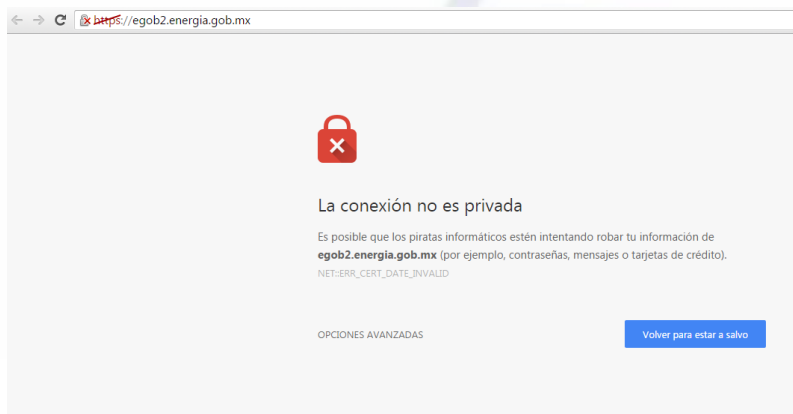 https://egob2.energia.gob.mx
La conexión no es privada
Es posible que los piratas informáticos estén intentando robar tu información de
egob2.energia.gob.mx (por ejemplo, contraseñas, mensajes o tarjetas de crédito).
NET::ERR_CERT_DATE_INVALID
OPCIONES AVANZADAS
Volver para estar a salvo